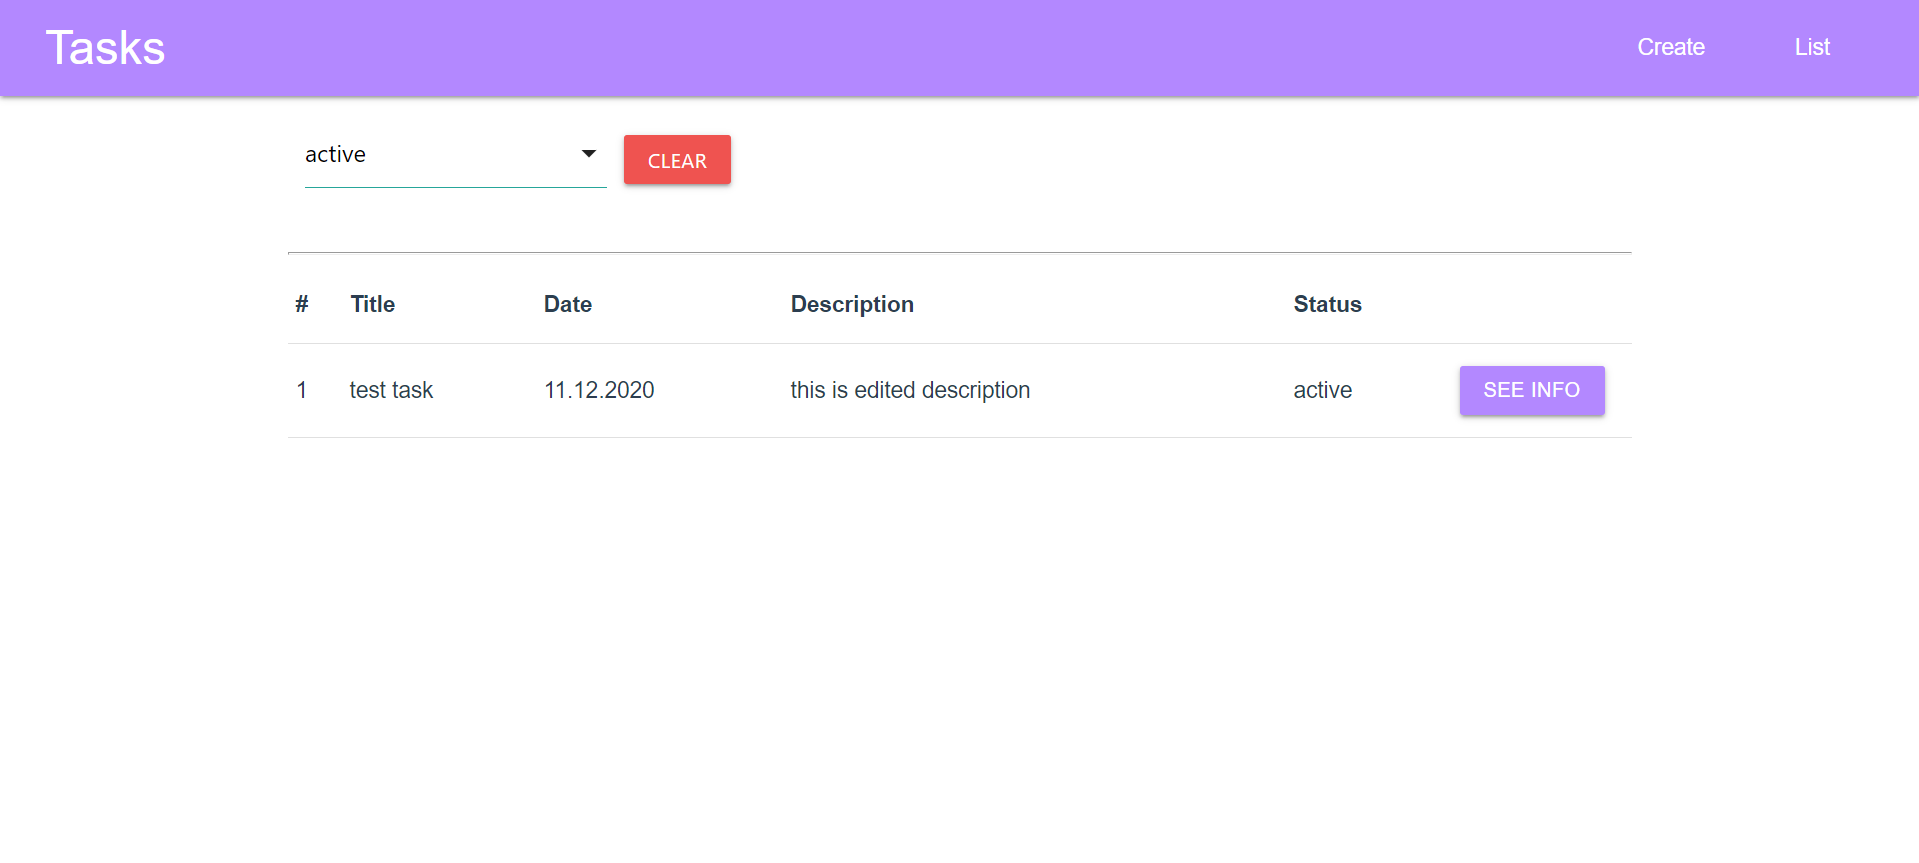 Tasks Create List
active CLEAR
# Title Date Description Status
1 test task 11.12.2020 this is edited description active SEE INFO